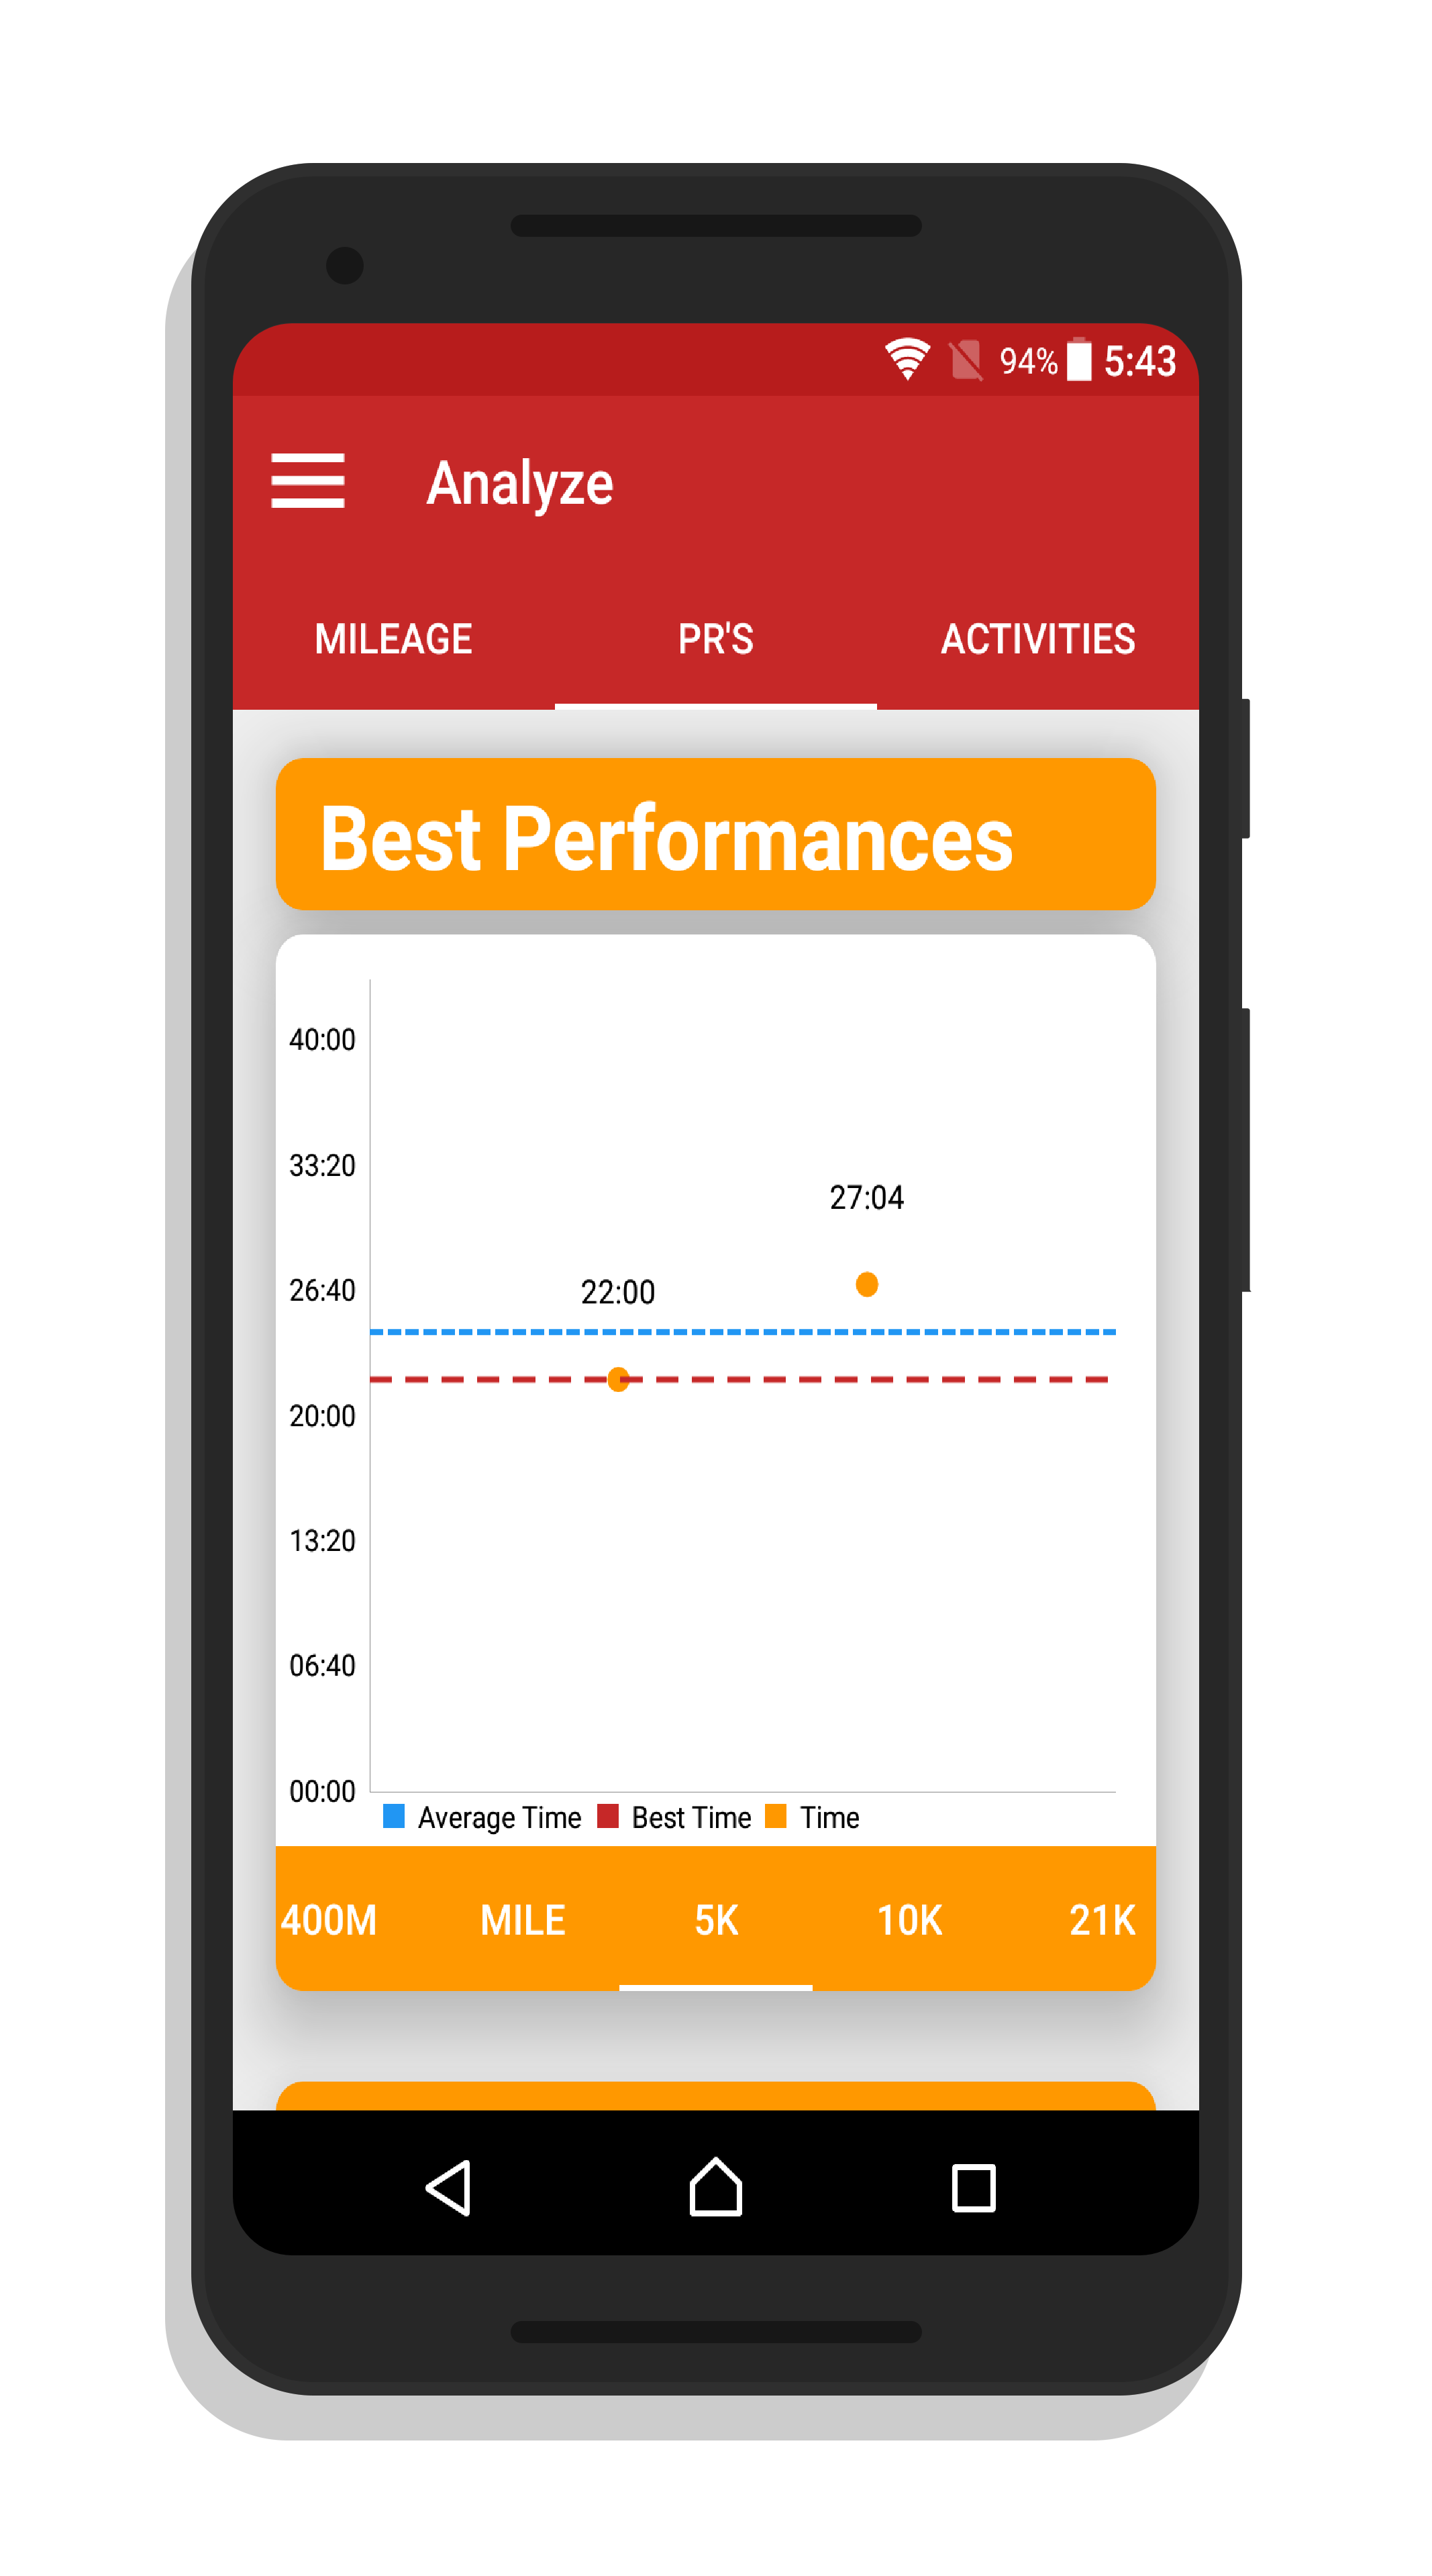 94% 5:43
Analyze
MILEAGE PR'S ACTIVITIES
Best Performances
40:00
33:20
27:04
26:40
22:00
20:00
13:20
06:40
00:00
Average Time Best Time Time
400M MILE 5K 10K 21K